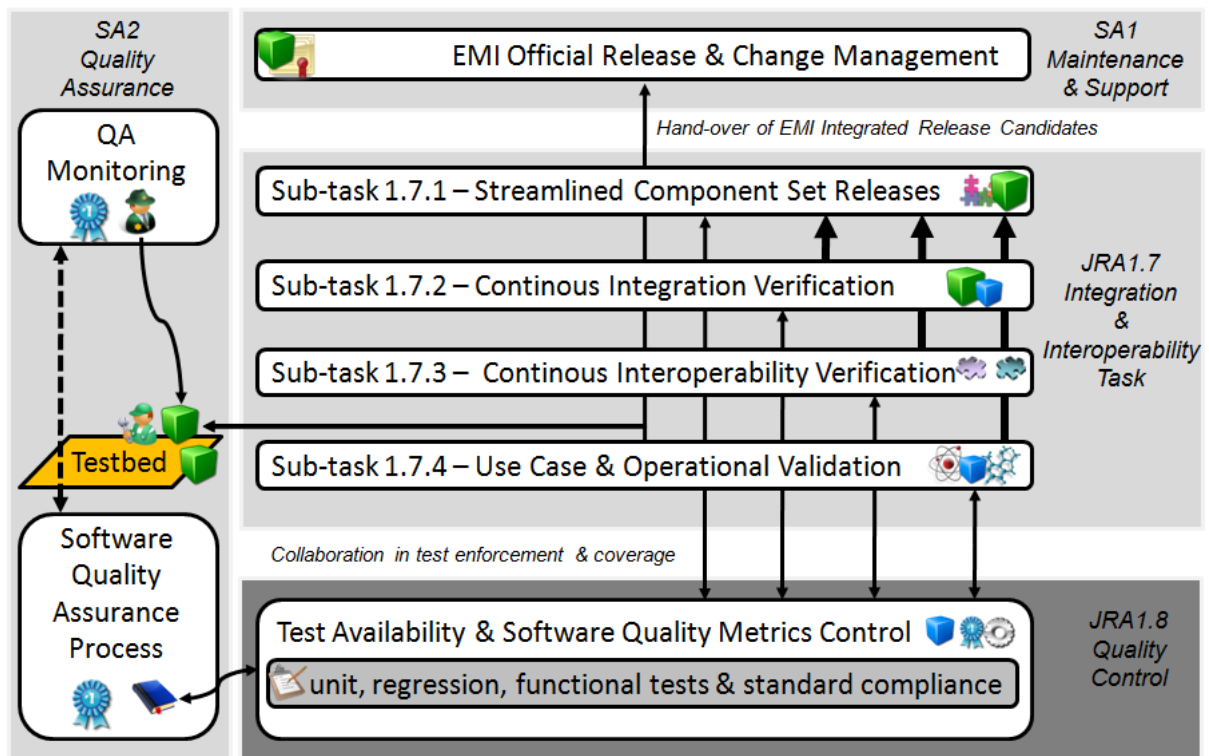 SA2
Quality
Assurance
QA
Monitoring
Testbed
Software
Quality
Assurance
Process
EMI Official Release & Change Management
SA1
Maintenance
& Support
Hand-over of EMI Integrated Release Candidates
Sub-task 1.7.1 – Streamlined Component Set Releases
Sub-task 1.7.2 – Continous Integration Verification
Sub-task 1.7.3 – Continous Interoperability Verification
Sub-task 1.7.4 – Use Case & Operational Validation
JRA1.7
Integration
&
Interoperability
Task
Collaboration in test enforcement & coverage
Test Availability & Software Quality Metrics Control
unit, regression, functional tests & standard compliance
JRA1.8
Quality
Control